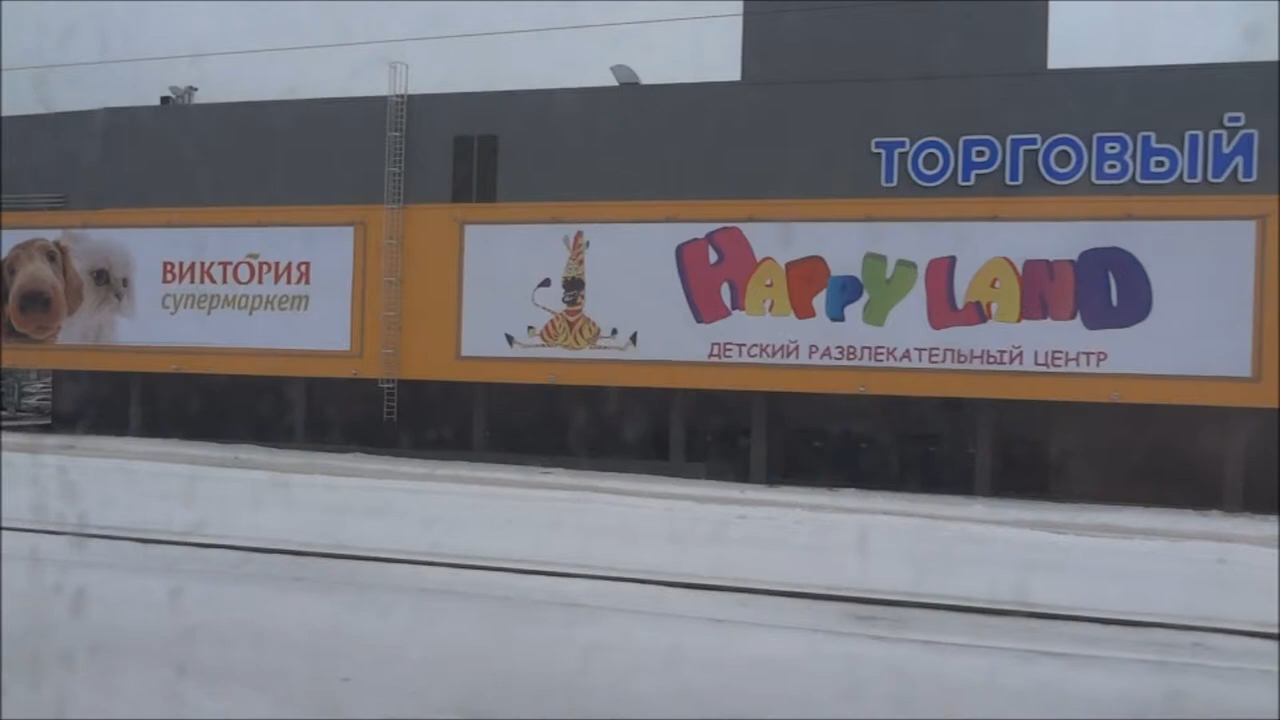 ТОРГОВЫЙ
ВИКТОРИЯ
супермаркет
HAPPY LAND
ДЕТСКИЙ РАЗВЛЕКАТЕЛЬНЫЙ ЦЕНТР